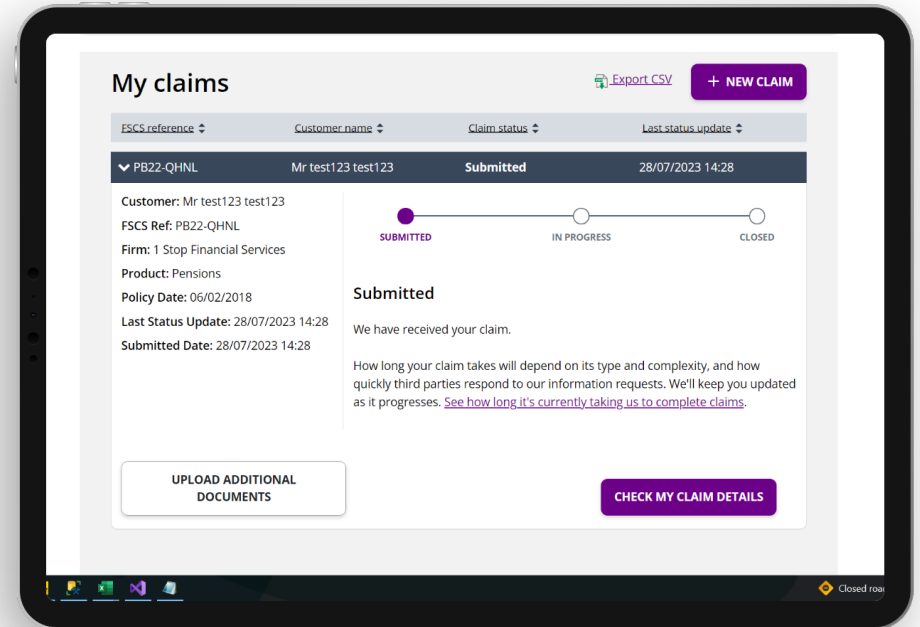 My claims
Export CSV
+ NEW CLAIM
FSCS reference
Customer name
Claim status
Last status update
PB22-QHNL
Mr test123 test123
Submitted
28/07/2023 14:28
Customer: Mr test123 test123
FSCS Ref: PB22-QHNL
Firm: 1 Stop Financial Services
Product: Pensions
Policy Date: 06/02/2018
Last Status Update: 28/07/2023 14:28
Submitted Date: 28/07/2023 14:28
SUBMITTED
IN PROGRESS
CLOSED
Submitted
We have received your claim.
How long your claim takes will depend on its type and complexity, and how
quickly third parties respond to our information requests. We'll keep you updated
as it progresses. See how long it's currently taking us to complete claims.
UPLOAD ADDITIONAL
DOCUMENTS
CHECK MY CLAIM DETAILS
Closed roa